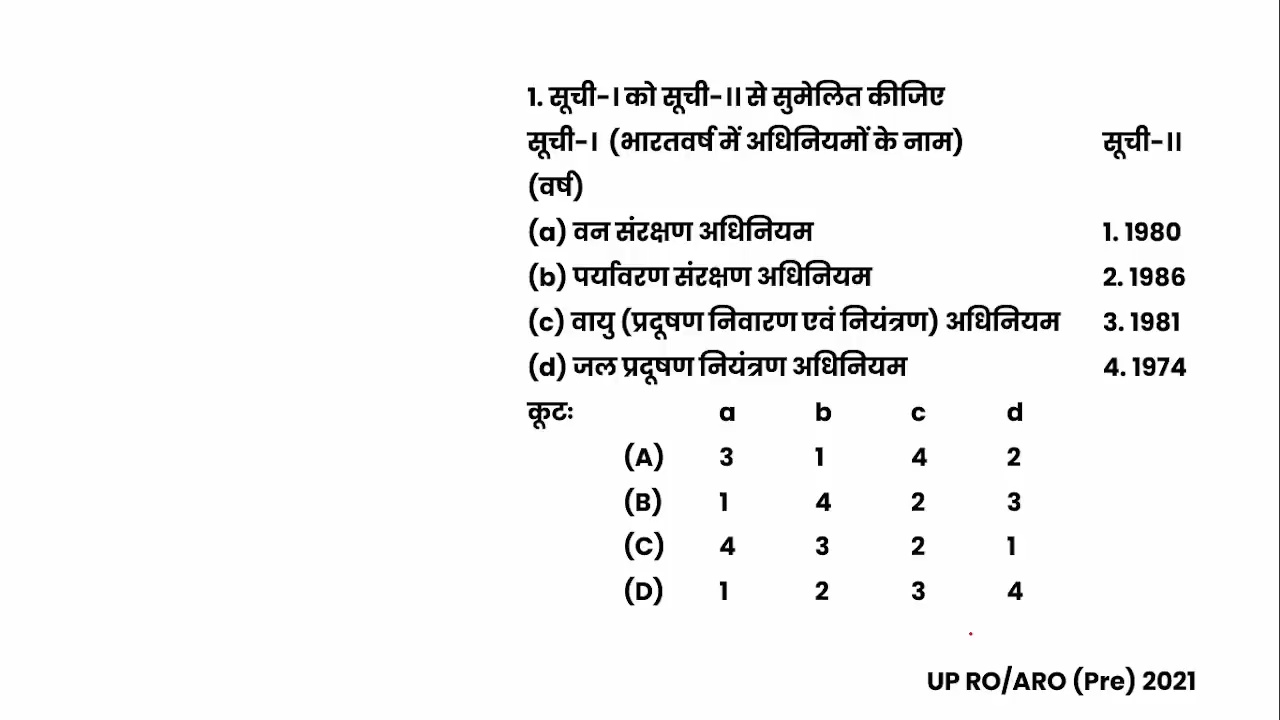 1. सूची-I को सूची-II से सुमेलित कीजिए
सूची-I (भारतवर्ष में अधिनियमों के नाम) सूची-II
(वर्ष)
(a) वन संरक्षण अधिनियम 1. 1980
(b) पर्यावरण संरक्षण अधिनियम 2. 1986
(c) वायु (प्रदूषण निवारण एवं नियंत्रण) अधिनियम 3. 1981
(d) जल प्रदूषण नियंत्रण अधिनियम 4. 1974
कूटः a b c d
(A) 3 1 4 2
(B) 1 4 2 3
(C) 4 3 2 1
(D) 1 2 3 4
UP RO/ARO (Pre) 2021